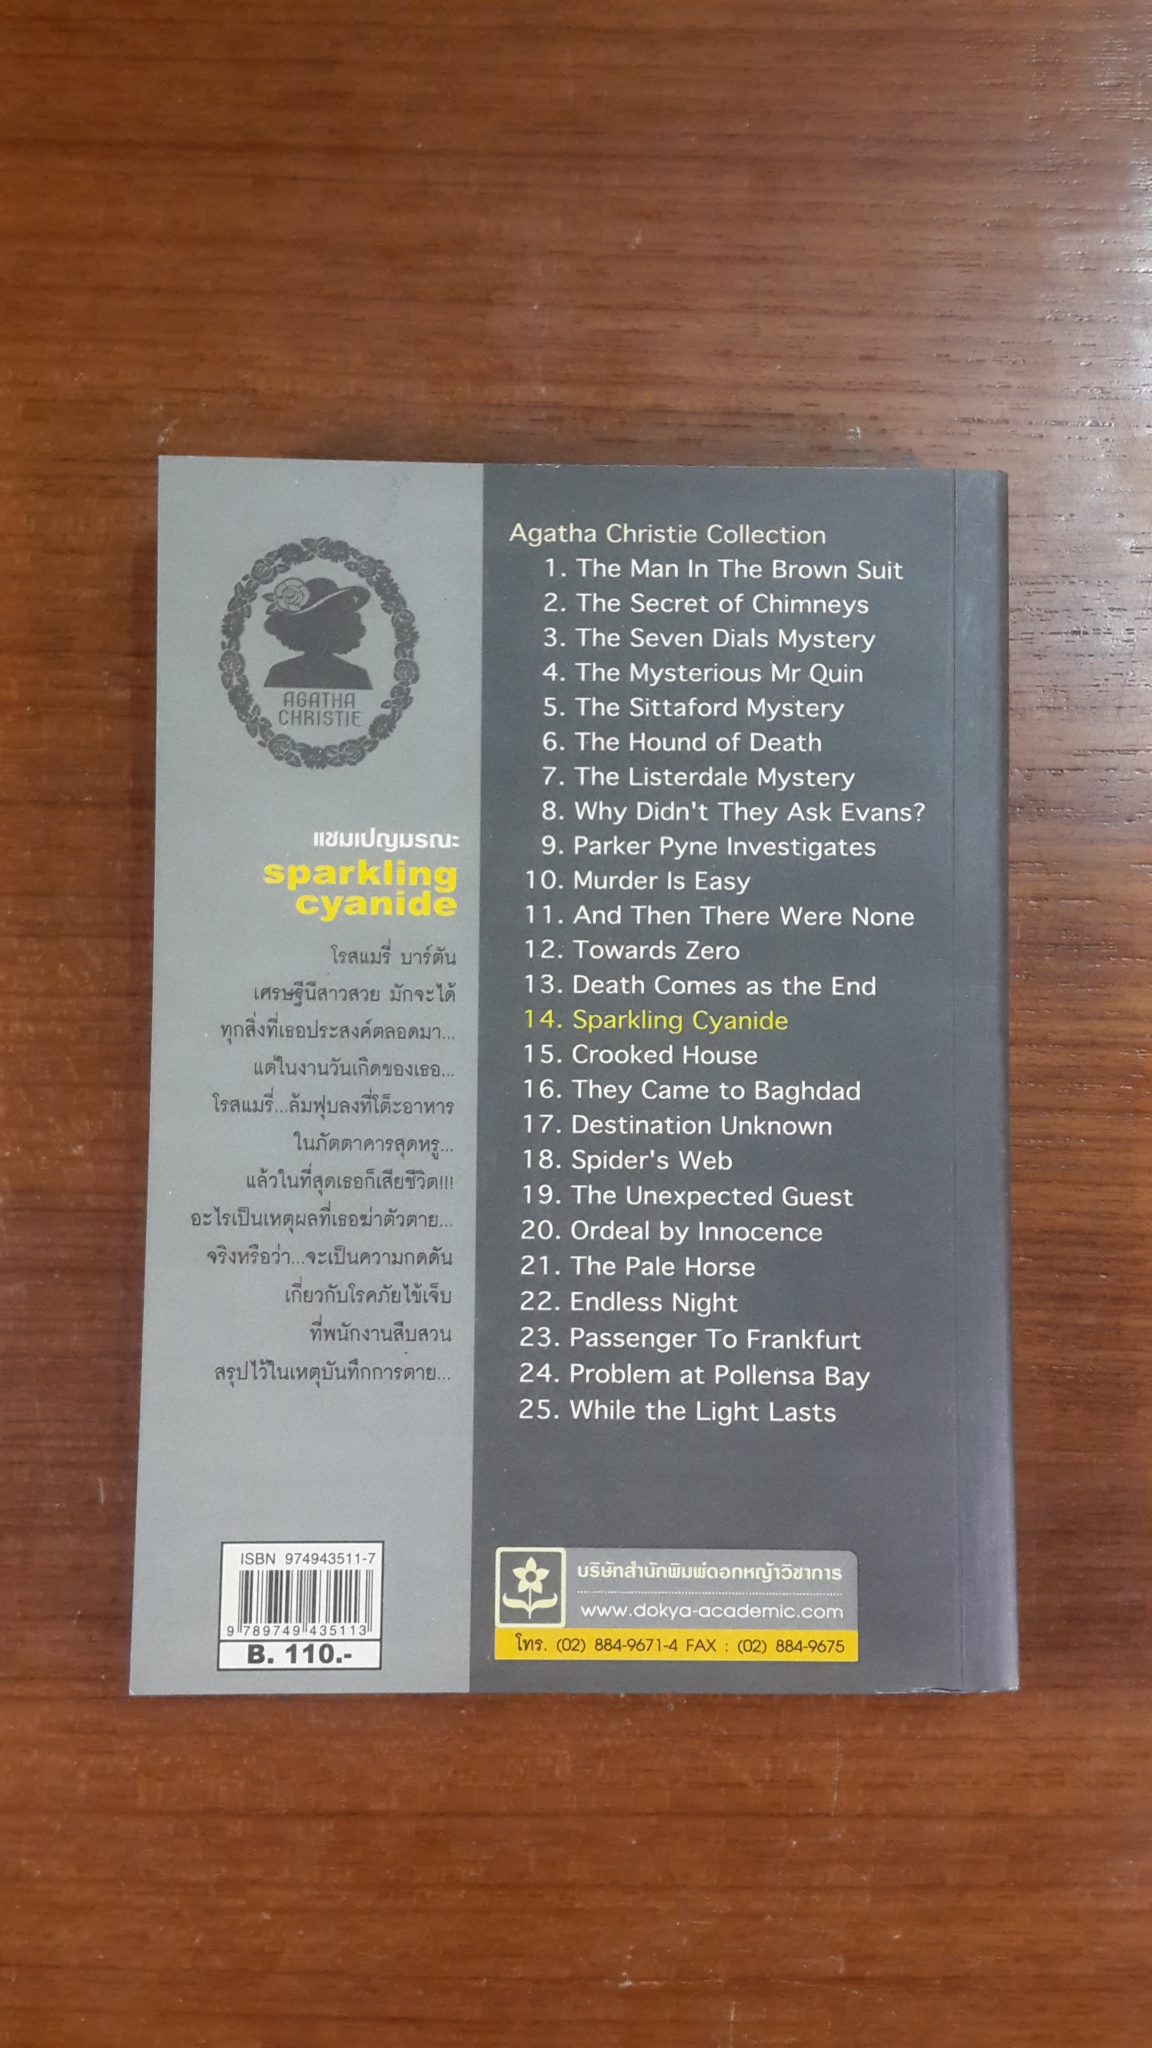 AGATHA
CHRISTIE
แชมเปญมรณะ
sparkling
cyanide
โรสแมรี่ บาร์ตัน
เศรษฐีนีสาวสวย มักจะได้
ทุกสิ่งที่เธอประสงค์ตลอดมา...
แต่ในงานวันเกิดของเธอ...
โรสแมรี่...ล้มฟุบลงที่โต๊ะอาหาร
ในภัตตาคารสุดหรู...
แล้วในที่สุดเธอก็เสียชีวิต!!!
อะไรเป็นเหตุผลที่เธอฆ่าตัวตาย...
จริงหรือว่า...จะเป็นความกดดัน
เกี่ยวกับโรคภัยไข้เจ็บ
ที่พนักงานสืบสวน
สรุปไว้ในเหตุบันทึกการตาย...
ISBN 974943511-7
9 789749 435113
B. 110.-
Agatha Christie Collection
1. The Man In The Brown Suit
2. The Secret of Chimneys
3. The Seven Dials Mystery
4. The Mysterious Mr Quin
5. The Sittaford Mystery
6. The Hound of Death
7. The Listerdale Mystery
8. Why Didn't They Ask Evans?
9. Parker Pyne Investigates
10. Murder Is Easy
11. And Then There Were None
12. Towards Zero
13. Death Comes as the End
14. Sparkling Cyanide
15. Crooked House
16. They Came to Baghdad
17. Destination Unknown
18. Spider's Web
19. The Unexpected Guest
20. Ordeal by Innocence
21. The Pale Horse
22. Endless Night
23. Passenger To Frankfurt
24. Problem at Pollensa Bay
25. While the Light Lasts
บริษัทสำนักพิมพ์ดอกหญ้าวิชาการ
www.dokya-academic.com
โทร. (02) 884-9671-4 FAX : (02) 884-9675